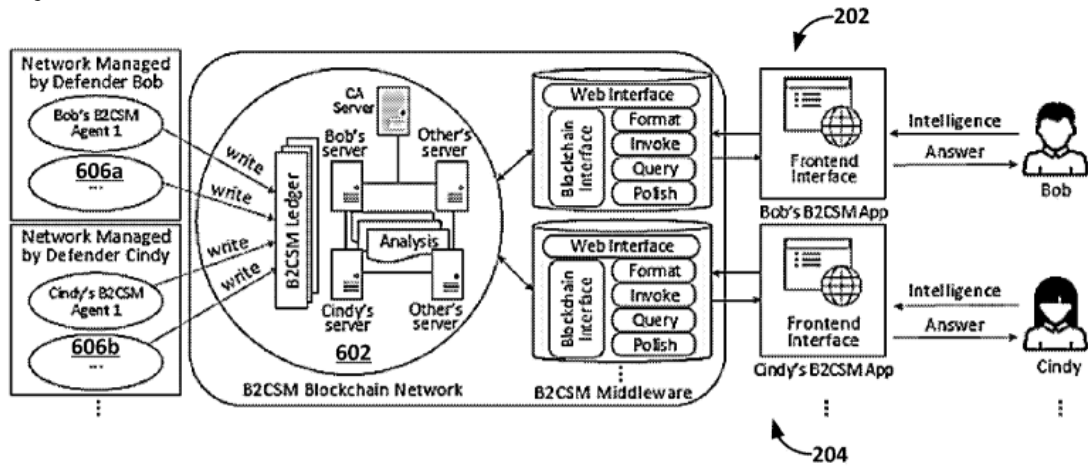 202
Network Managed
by Defender Bob
Bob's B2CSM
Agent 1
606a
...
Network Managed
by Defender Cindy
Cindy's B2CSM
Agent 1
606b
...
write
write
write
write
B2CSM Ledger
CA
Server
Bob's
server
Other's
server
Analysis
Cindy's
server
Other's
server
602
B2CSM Blockchain Network
Web Interface
Blockchain
Interface
Format
Invoke
Query
Polish
Web Interface
Blockchain
Interface
Format
Invoke
Query
Polish
B2CSM Middleware
Frontend
Interface
Bob's B2CSM App
Frontend
Interface
Cindy's B2CSM App
Intelligence
Answer
Bob
Intelligence
Answer
Cindy
204